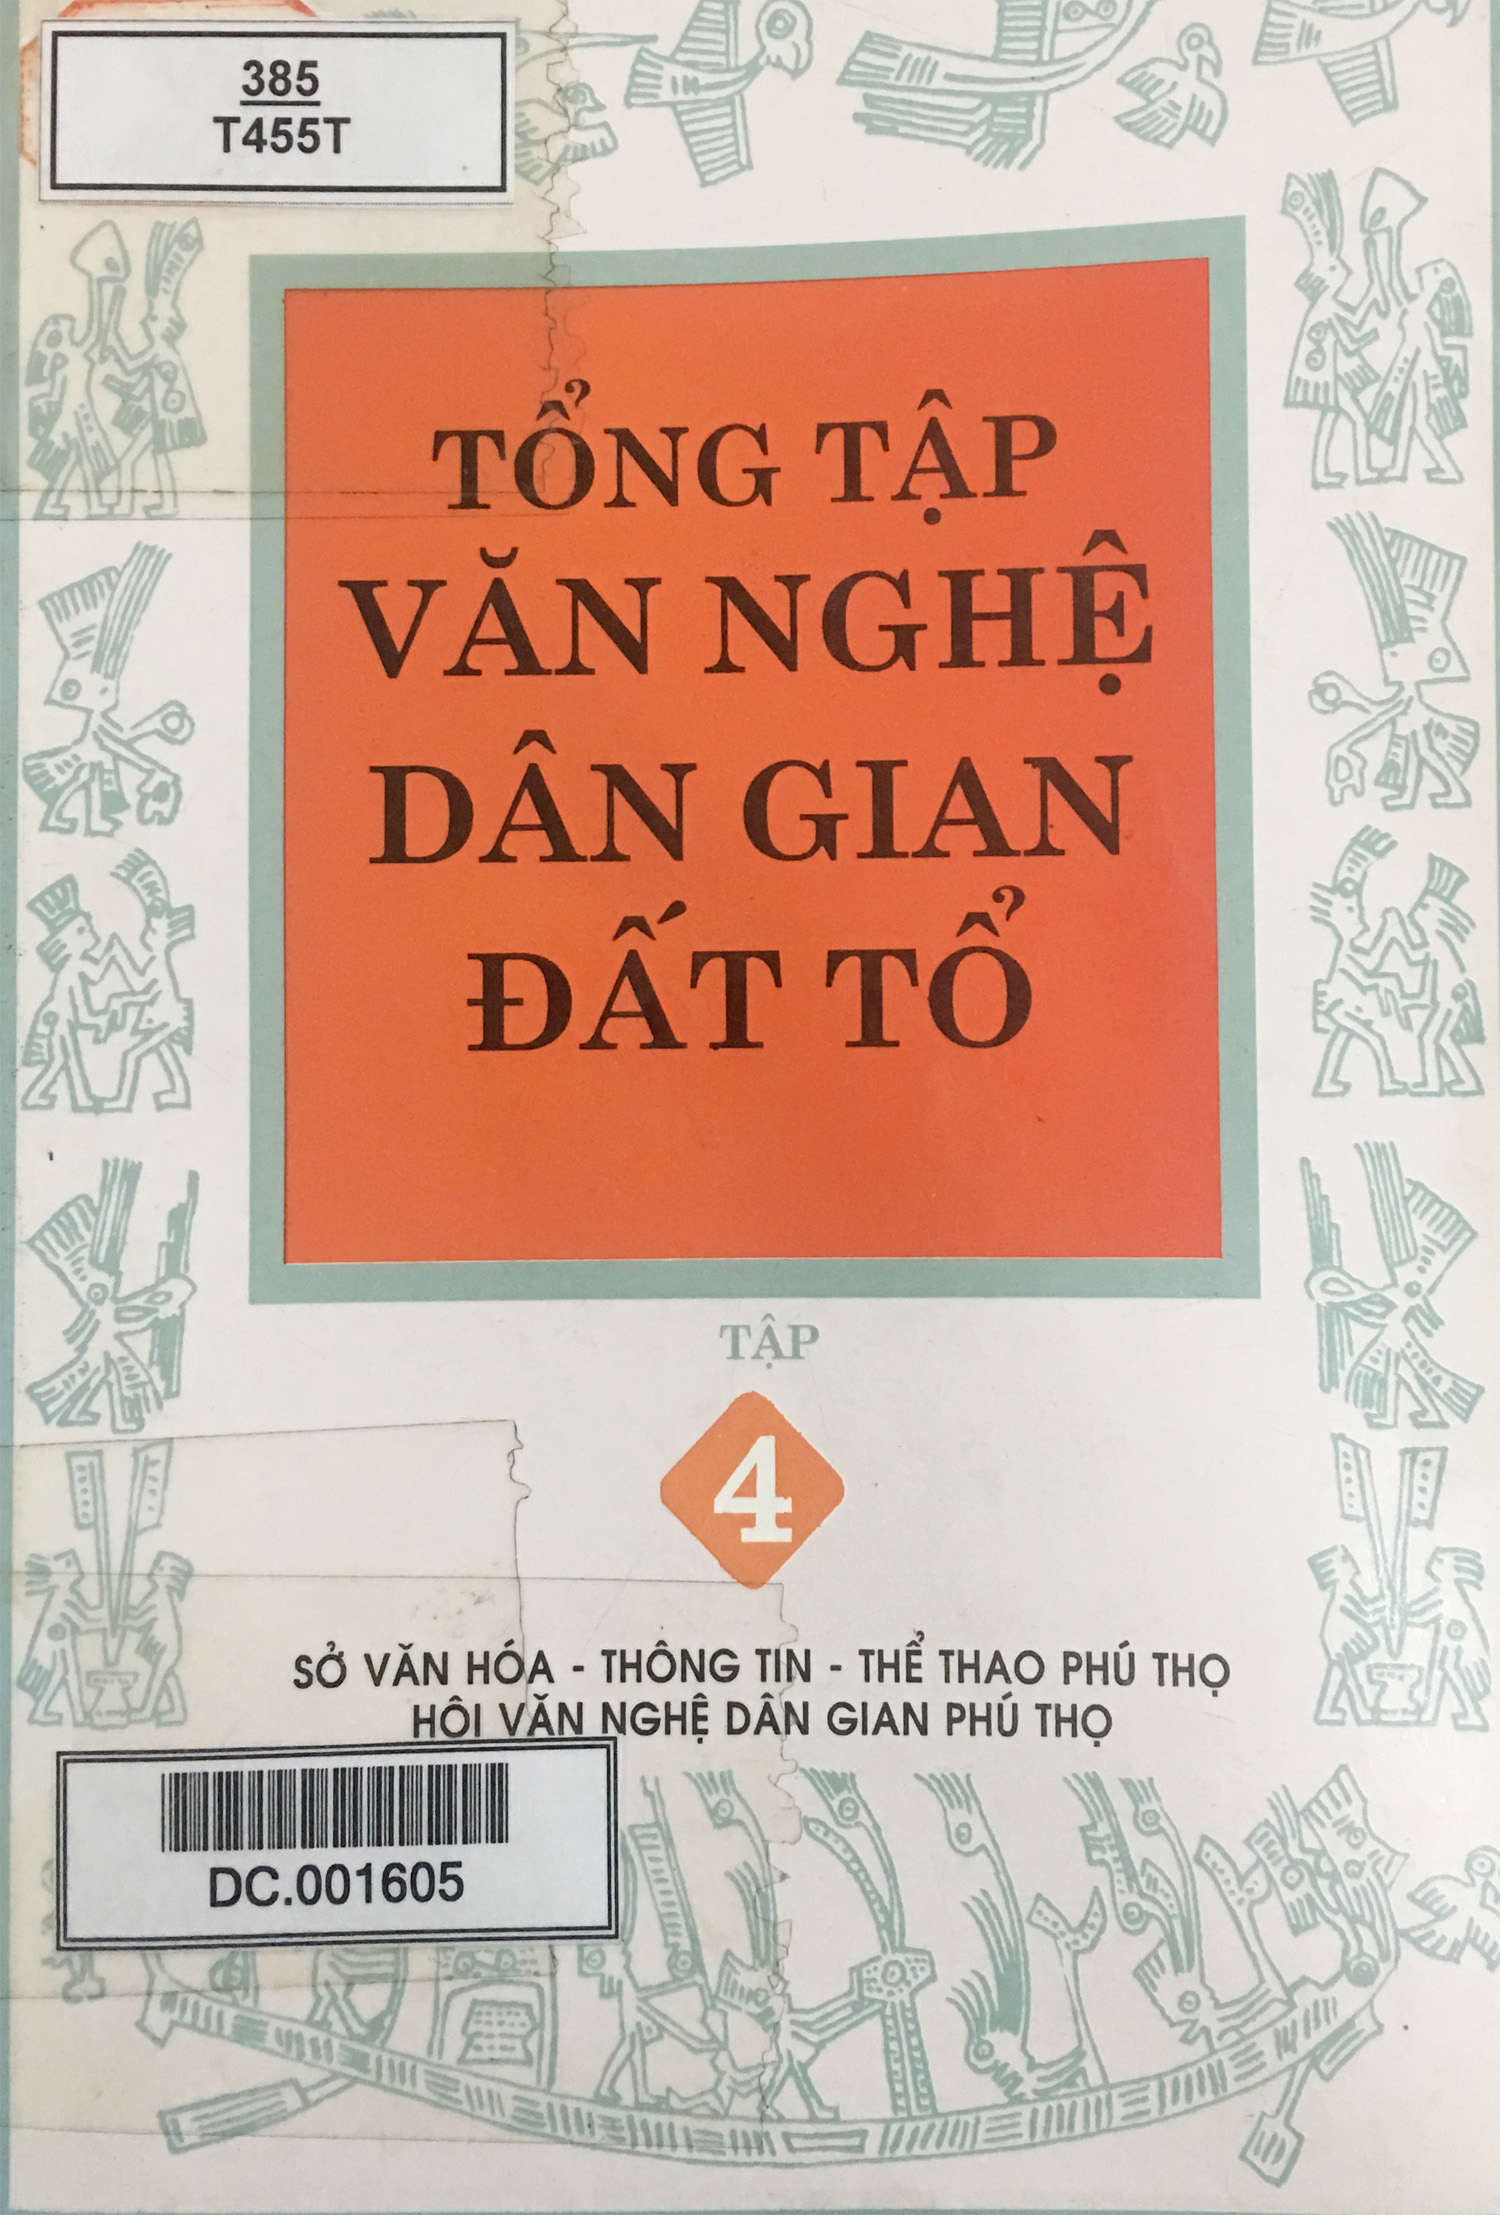 385
T455T
TỔNG TẬP
VĂN NGHỆ
DÂN GIAN
ĐẤT TỔ
TẬP
4
SỞ VĂN HÓA - THÔNG TIN - THỂ THAO PHÚ THỌ
HÔI VĂN NGHỆ DÂN GIAN PHÚ THỌ
DC.001605